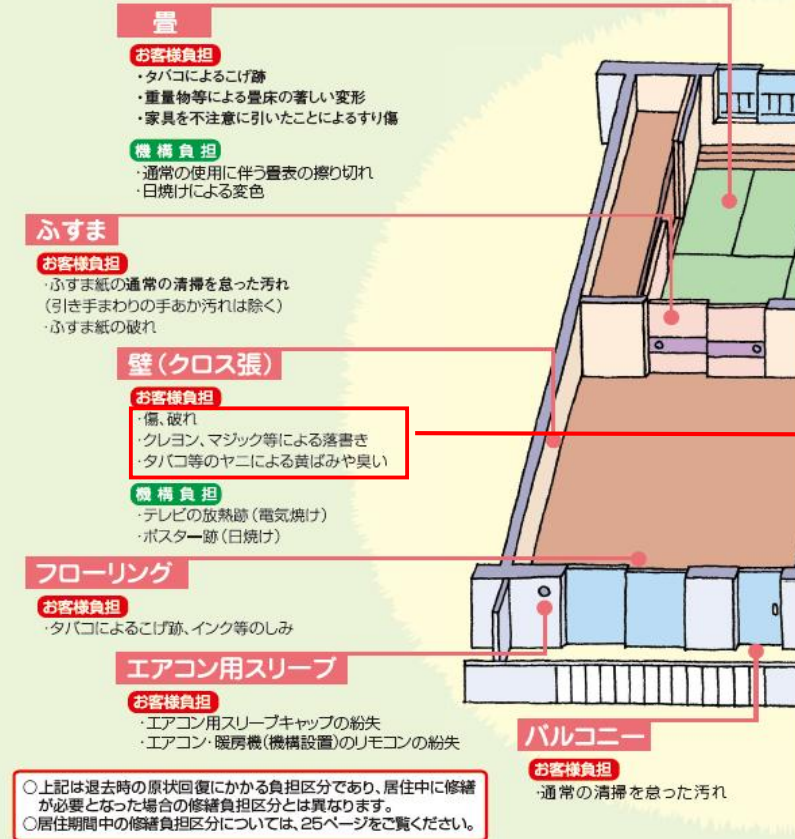 畳
お客様負担
・タバコによるこげ跡
・重量物等による畳床の著しい変形
・家具を不注意に引いたことによるすり傷
機構負担
・通常の使用に伴う畳表の擦り切れ
・日焼けによる変色
ふすま
お客様負担
・ふすま紙の通常の清掃を怠った汚れ
(引き手まわりの手あか汚れは除く)
・ふすま紙の破れ
壁(クロス張)
お客様負担
・傷、破れ
・クレヨン、マジック等による落書き
・タバコ等のヤニによる黄ばみや臭い
機構負担
・テレビの放熱跡(電気焼け)
・ポスター跡(日焼け)
フローリング
お客様負担
・タバコによるこげ跡、インク等のしみ
エアコン用スリーブ
お客様負担
・エアコン用スリーブキャップの紛失
・エアコン・暖房機(機構設置)のリモコンの紛失
バルコニー
お客様負担
・通常の清掃を怠った汚れ
○上記は退去時の原状回復にかかる負担区分であり、居住中に修繕
が必要となった場合の修繕負担区分とは異なります。
○居住期間中の修繕負担区分については、25ページをご覧ください。